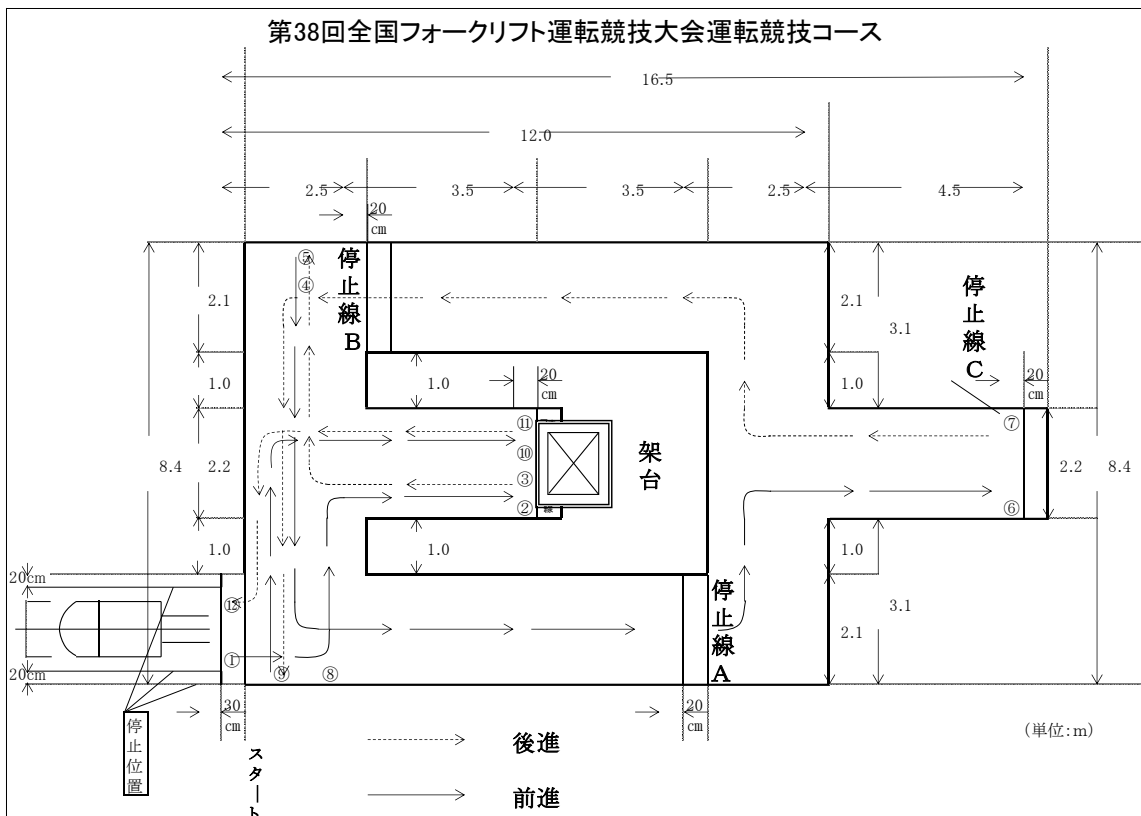 第38回全国フォークリフト運転競技大会運転競技コース
16.5
12.0
2.5
3.5
3.5
2.5
4.5
20
cm
停止線B
⑤
④
2.1
1.0
8.4
2.2
1.0
1.0
20
cm
⑪
⑩
③
②
線
架台
1.0
2.1
3.1
1.0
停止線C
20
cm
⑦
⑥
2.2
8.4
1.0
3.1
2.1
停止線A
20cm
20cm
⑫
①
⑨
⑧
30
cm
20
cm
停止位置
スタート
後進
前進
(単位:m)